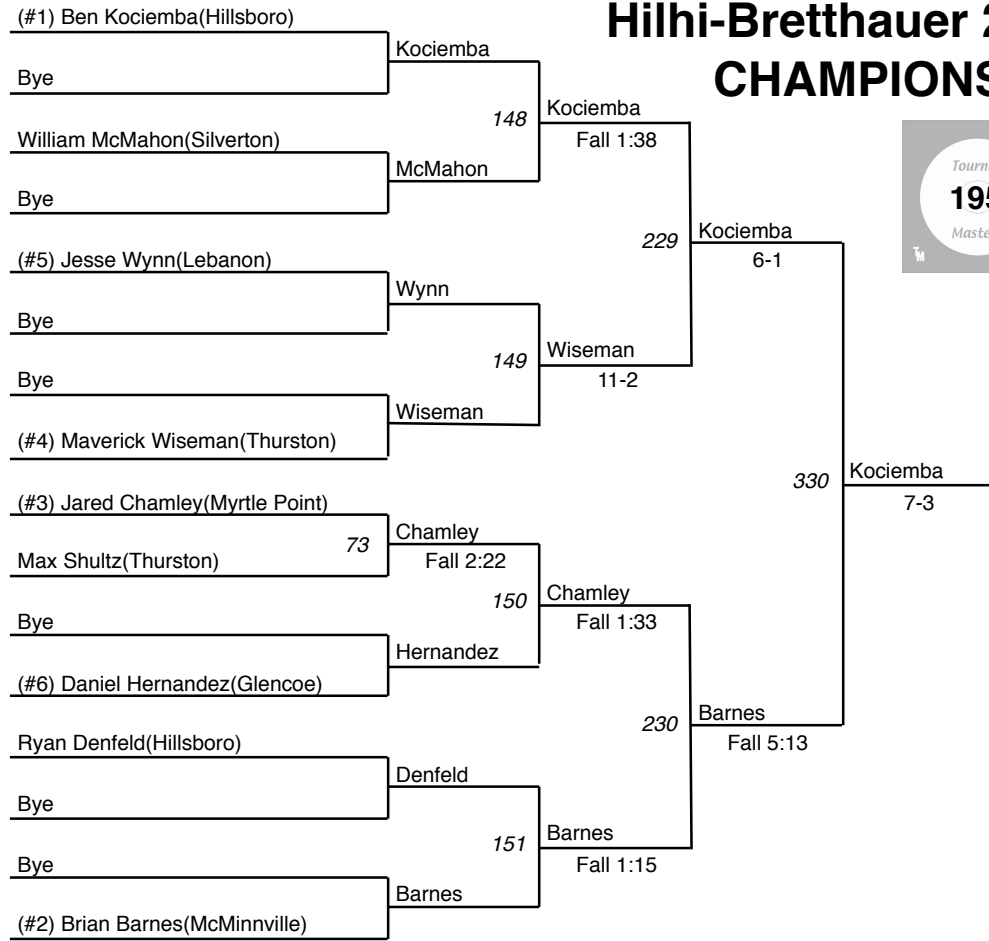 Hilhi-Bretthauer
CHAMPIONS
(#1) Ben Kociemba(Hillsboro)
Kociemba
Bye
148
Kociemba
Fall 1:38
William McMahon(Silverton)
McMahon
Bye
229
Kociemba
6-1
(#5) Jesse Wynn(Lebanon)
Wynn
Bye
149
Wiseman
11-2
Bye
Wiseman
(#4) Maverick Wiseman(Thurston)
330
Kociemba
7-3
(#3) Jared Chamley(Myrtle Point)
73
Chamley
Fall 2:22
Max Shultz(Thurston)
150
Chamley
Fall 1:33
Bye
Hernandez
(#6) Daniel Hernandez(Glencoe)
230
Barnes
Fall 5:13
Ryan Denfeld(Hillsboro)
Denfeld
Bye
151
Barnes
Fall 1:15
Bye
Barnes
(#2) Brian Barnes(McMinnville)
TM